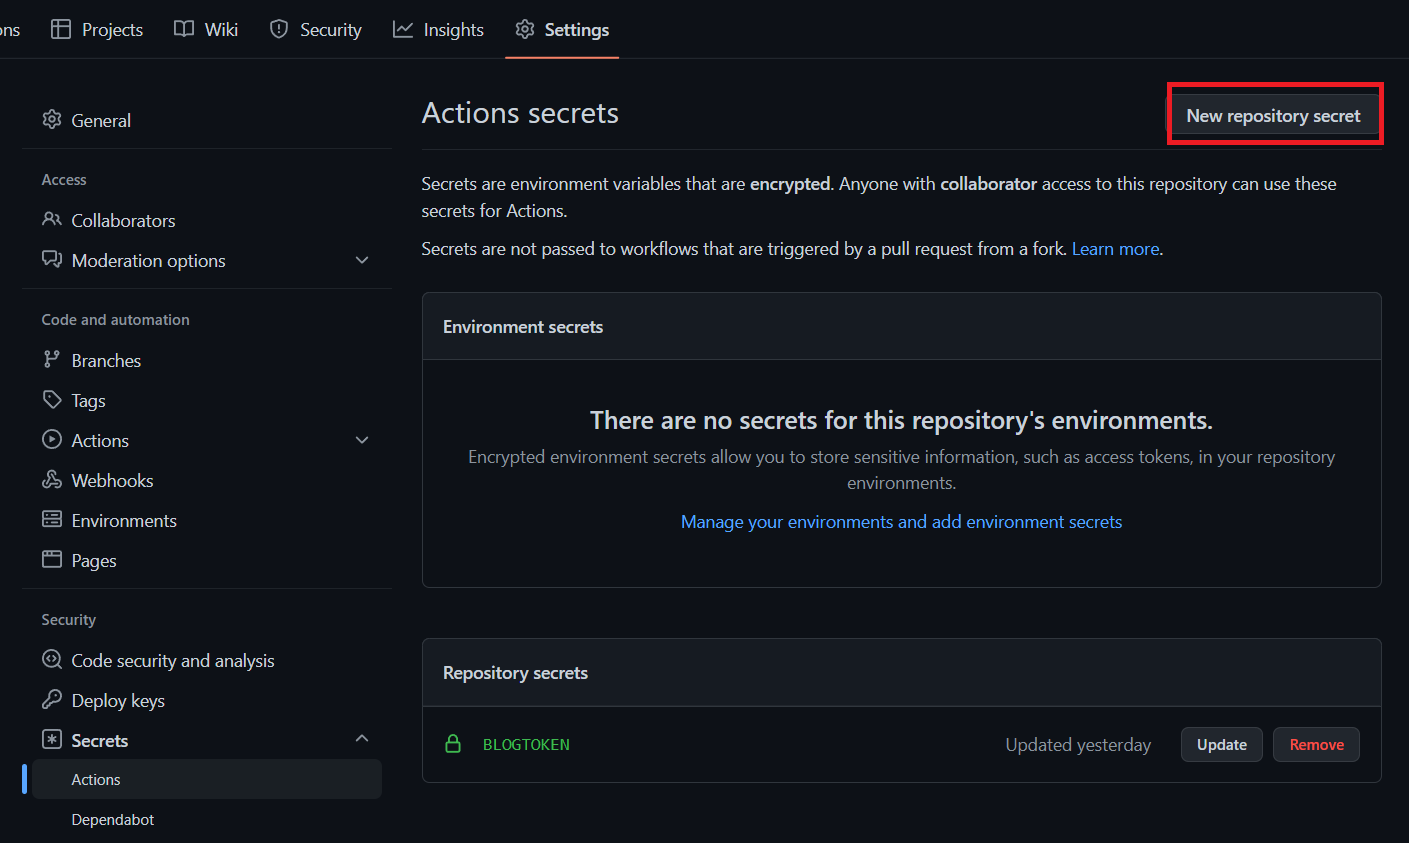 ons Projects Wiki Security Insights Settings
General
Access
Collaborators
Moderation options
Code and automation
Branches
Tags
Actions
Webhooks
Environments
Pages
Security
Code security and analysis
Deploy keys
Secrets
Actions
Dependabot
Actions secrets
New repository secret
Secrets are environment variables that are encrypted. Anyone with collaborator access to this repository can use these
secrets for Actions.
Secrets are not passed to workflows that are triggered by a pull request from a fork. Learn more.
Environment secrets
There are no secrets for this repository's environments.
Encrypted environment secrets allow you to store sensitive information, such as access tokens, in your repository
environments.
Manage your environments and add environment secrets
Repository secrets
BLOGTOKEN Updated yesterday Update Remove